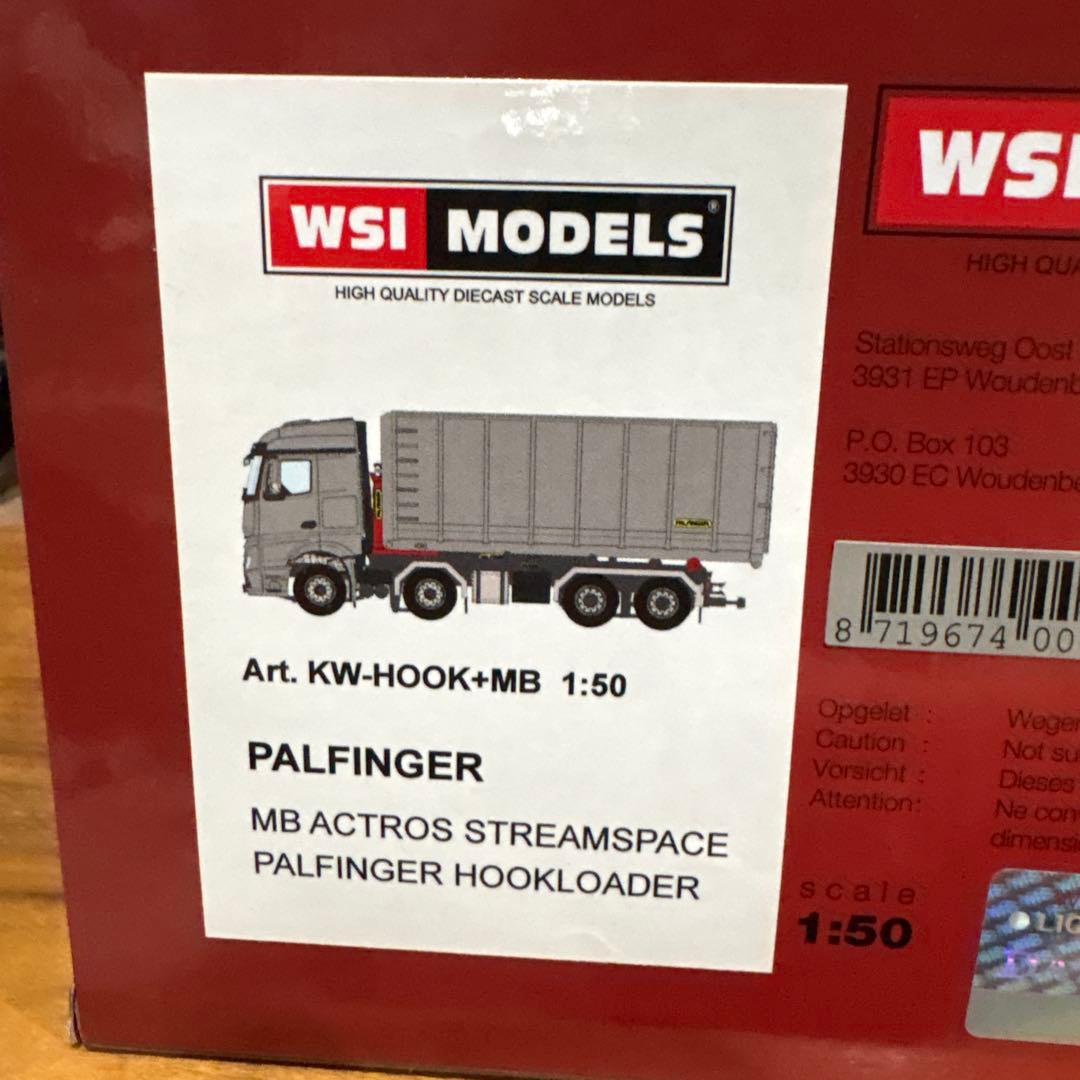 WSI MODELS®
HIGH QUALITY DIECAST SCALE MODELS
PALFINGER
Art. KW-HOOK+MB 1:50
PALFINGER
MB ACTROS STREAMSPACE
PALFINGER HOOKLOADER
WSI
HIGH QUA
Stationsweg Oost
3931 EP Woudenb
P.O. Box 103
3930 EC Woudenbe
8 719674 00
Opgelet : Wegen
Caution : Not su
Vorsicht : Dieses
Attention: Ne con
dimensi
scale
1:50